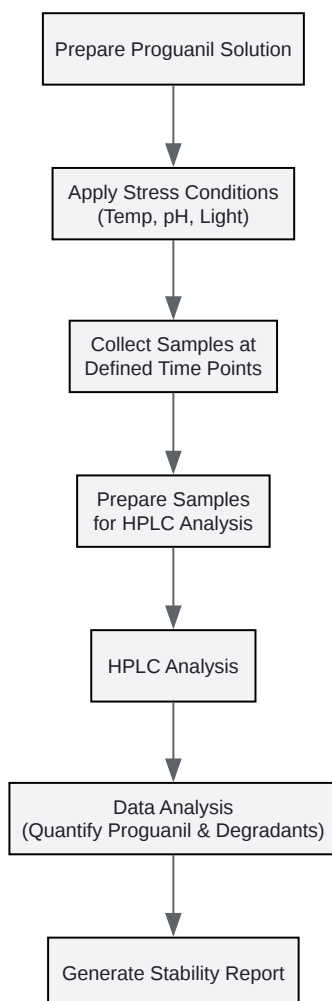 Prepare Proguanil Solution
Apply Stress Conditions
(Temp, pH, Light)
Collect Samples at
Defined Time Points
Prepare Samples
for HPLC Analysis
HPLC Analysis
Data Analysis
(Quantify Proguanil & Degradants)
Generate Stability Report